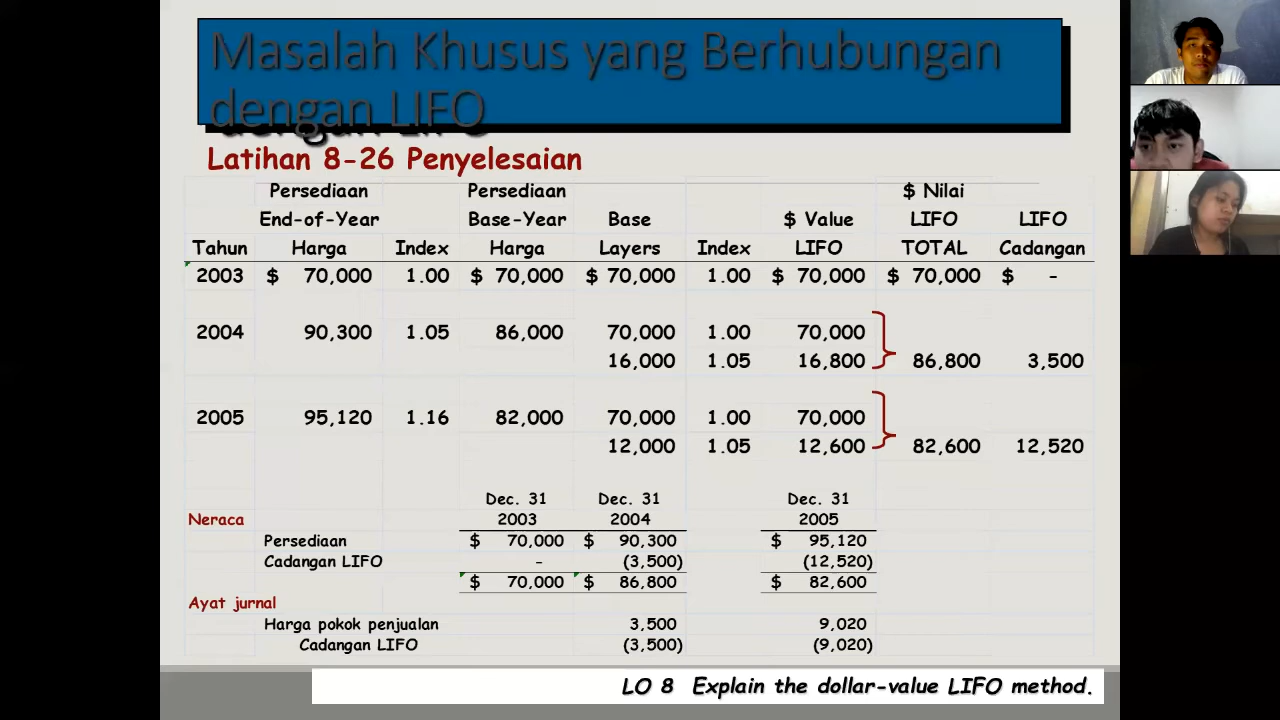 Masalah Khusus yang Berhubungan
dengan LIFO
Latihan 8-26 Penyelesaian
Persediaan Persediaan $ Nilai
End-of-Year Base-Year Base $ Value LIFO LIFO
Tahun Harga Index Harga Layers Index LIFO TOTAL Cadangan
2003 $ 70,000 1.00 $ 70,000 $ 70,000 1.00 $ 70,000 $ 70,000 $ -
2004 90,300 1.05 86,000 70,000 1.00 70,000
16,000 1.05 16,800 86,800 3,500
2005 95,120 1.16 82,000 70,000 1.00 70,000
12,000 1.05 12,600 82,600 12,520
Dec. 31 Dec. 31 Dec. 31
Neraca 2003 2004 2005
Persediaan $ 70,000 $ 90,300 $ 95,120
Cadangan LIFO - (3,500) (12,520)
$ 70,000 $ 86,800 $ 82,600
Ayat jurnal
Harga pokok penjualan 3,500 9,020
Cadangan LIFO (3,500) (9,020)
LO 8 Explain the dollar-value LIFO method.